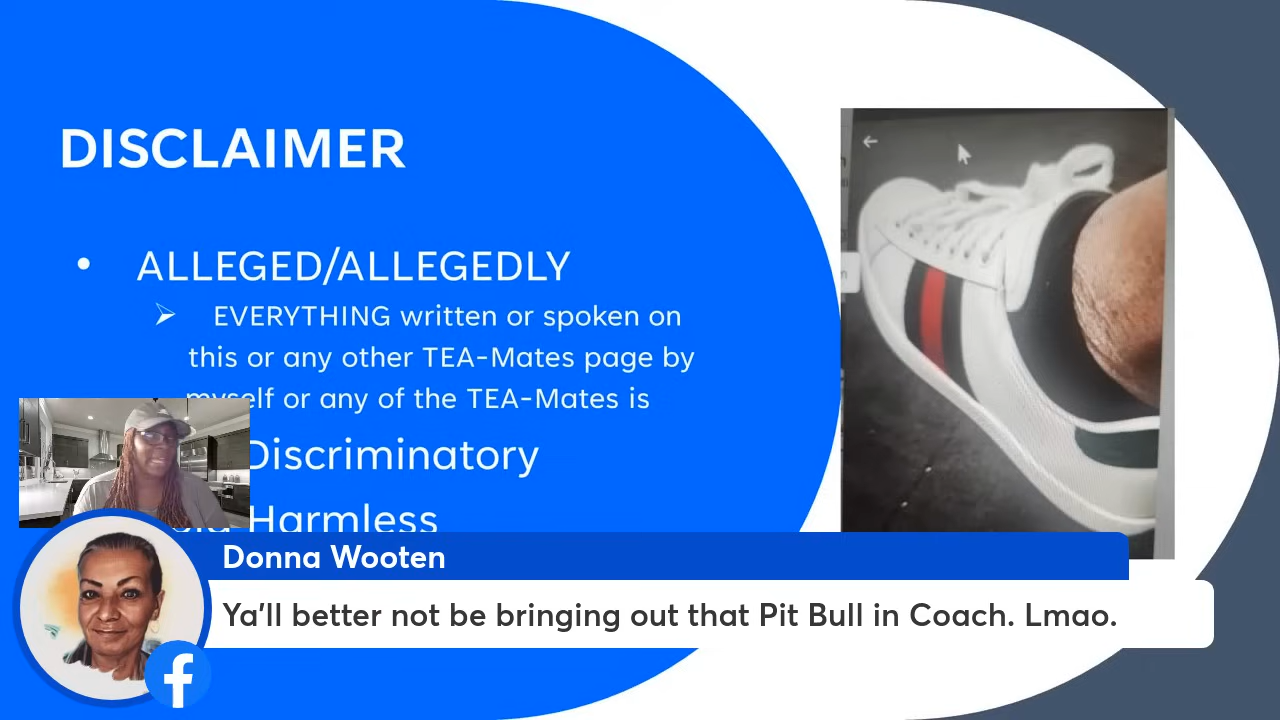 DISCLAIMER
• ALLEGED/ALLEGEDLY
➢ EVERYTHING written or spoken on
this or any other TEA-Mates page by
myself or any of the TEA-Mates is
Discriminatory
Harmless
Donna Wooten
Ya'll better not be bringing out that Pit Bull in Coach. Lmao.